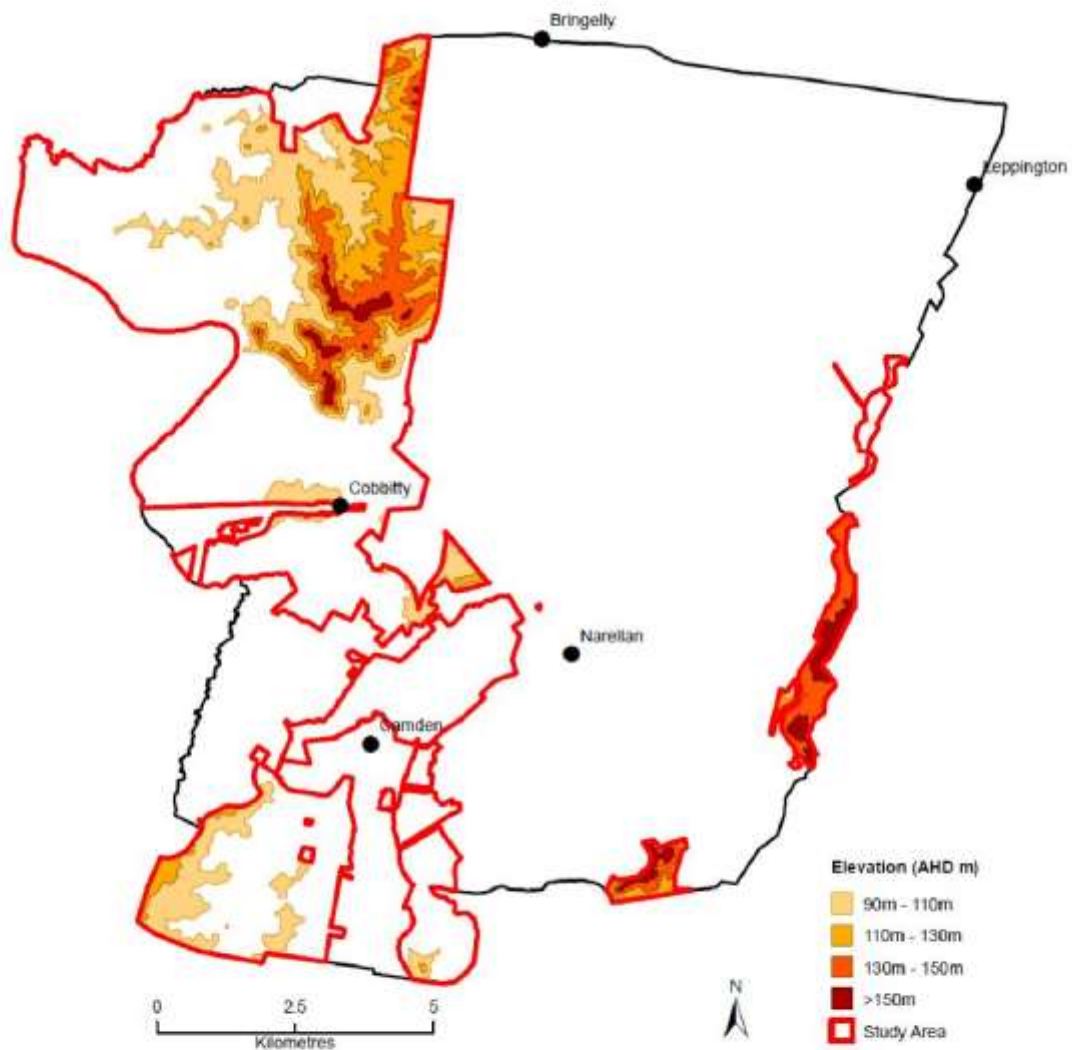 Bringelly
Leppington
Cobbitty
Narellan
Camden
Elevation (AHD m)
90m - 110m
110m - 130m
130m - 150m
>150m
Study Area
N
0 2.5 5
Kilometres